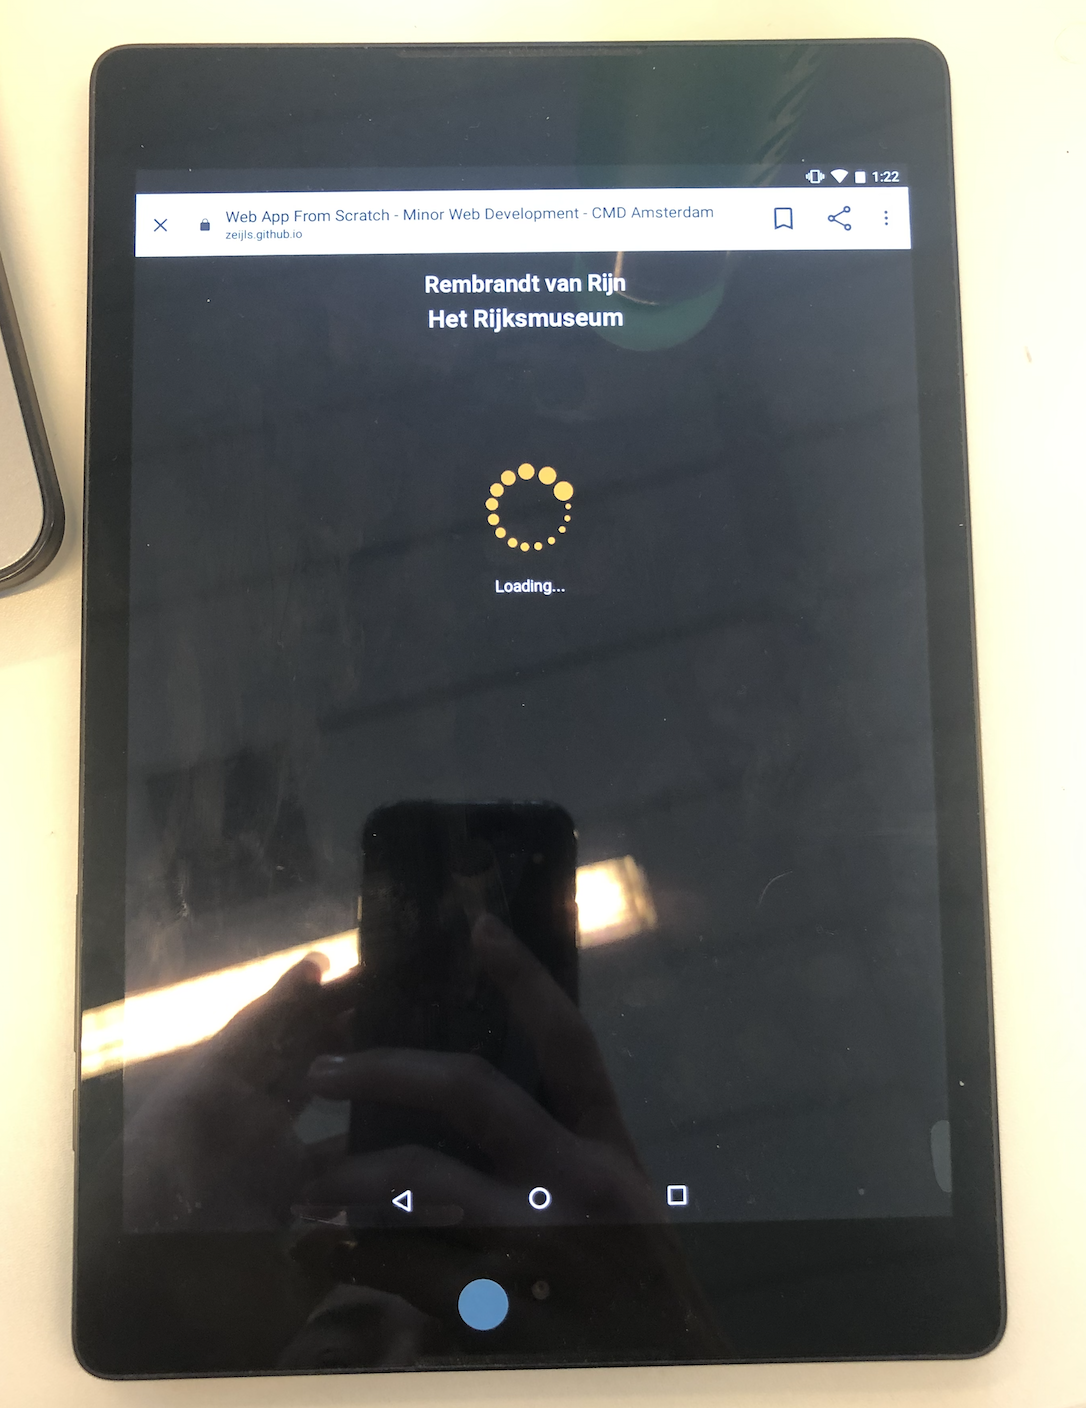 1:22
Web App From Scratch - Minor Web Development - CMD Amsterdam
zeijls.github.io
Rembrandt van Rijn
Het Rijksmuseum
Loading...